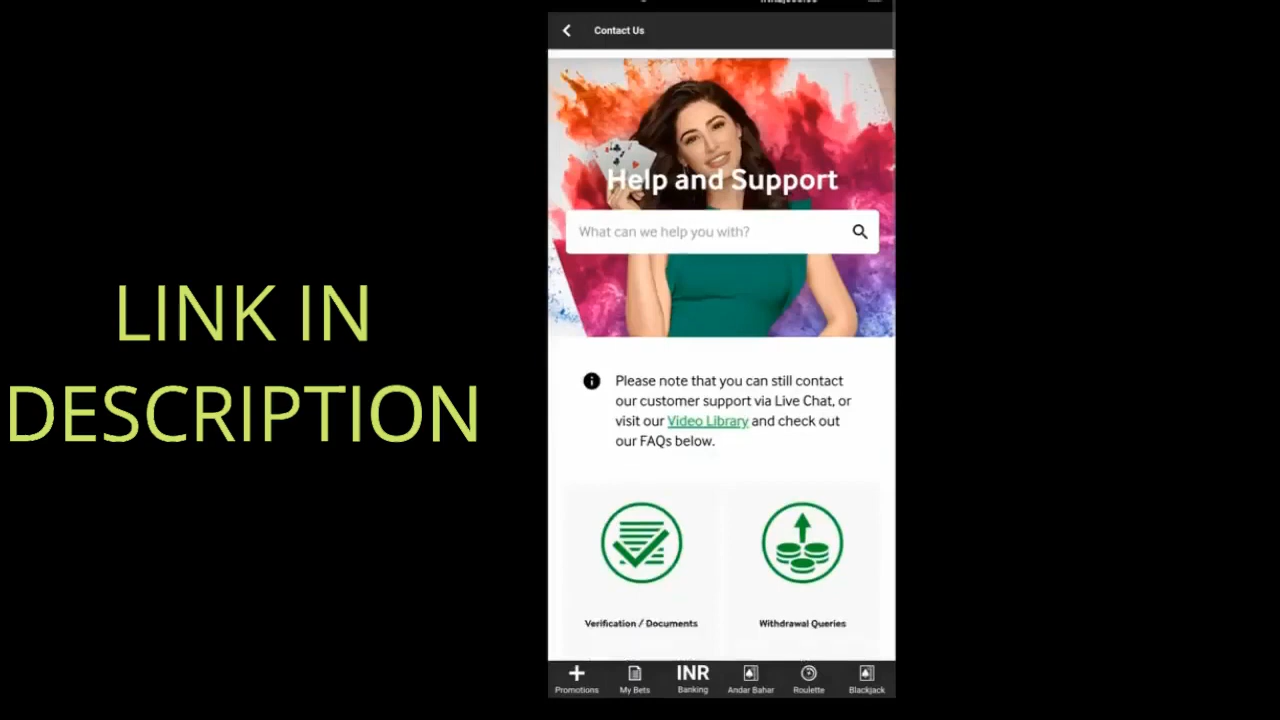 Contact Us
Help and Support
What can we help you with?
LINK IN
DESCRIPTION
Please note that you can still contact
our customer support via Live Chat, or
visit our Video Library and check out
our FAQs below.
Verification / Documents
Withdrawal Queries
INR
Promotions
My Bets
Banking
Andar Bahar
Roulette
Blackjack